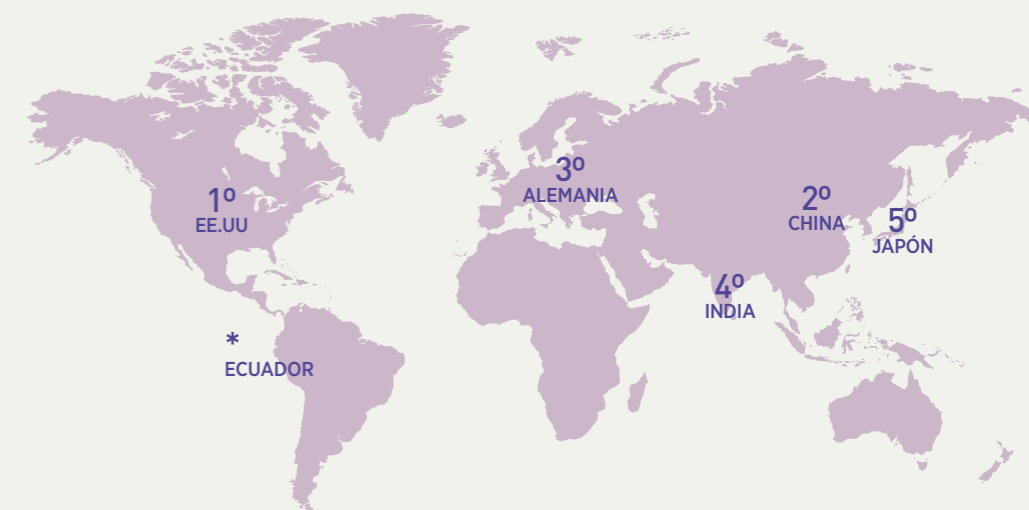 1º
EE.UU
2º
CHINA
3º
ALEMANIA
4º
INDIA
5º
JAPÓN
*
ECUADOR